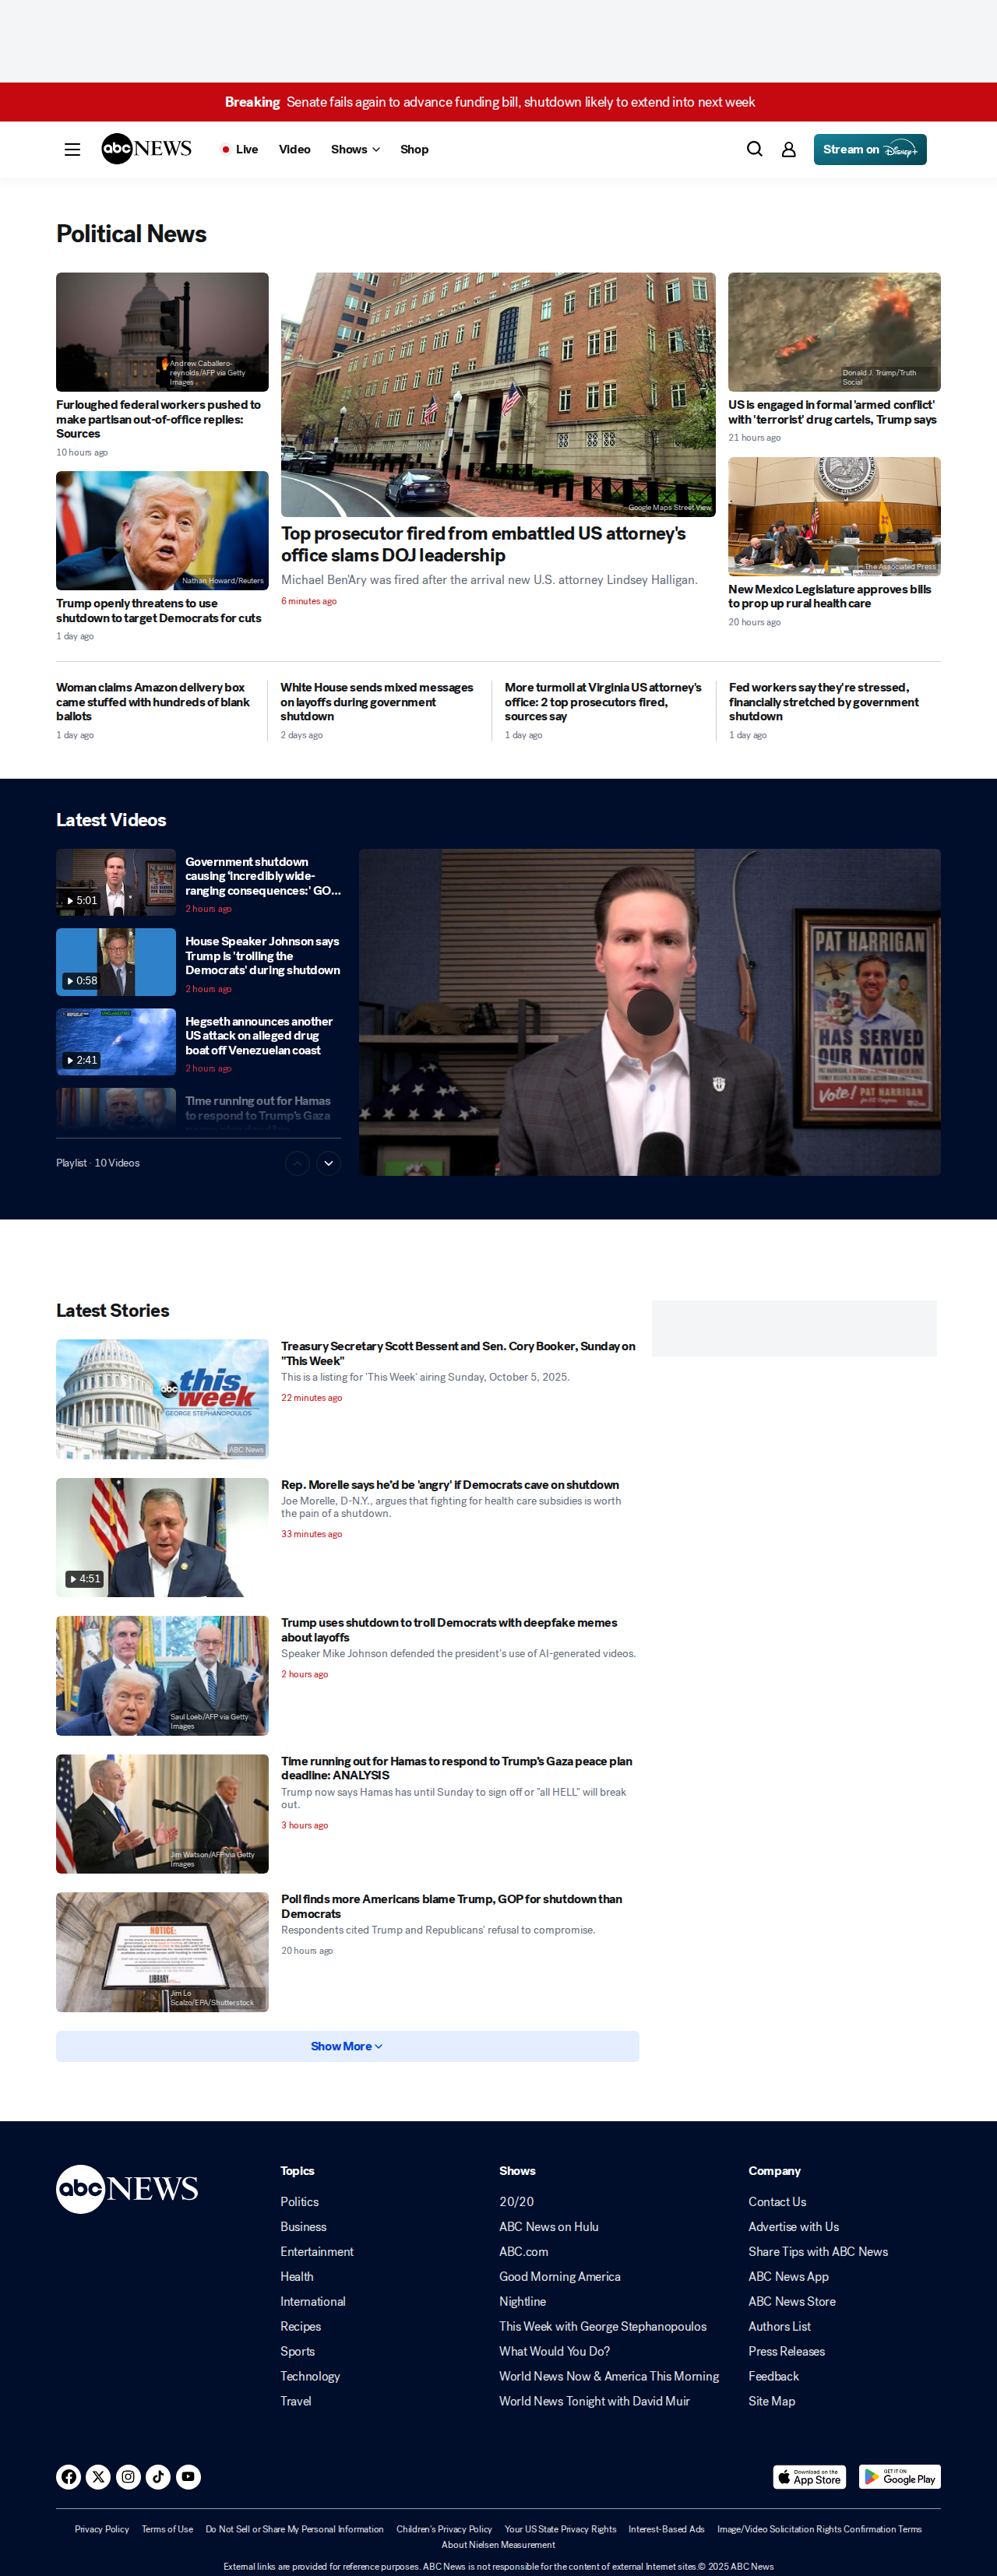 Breaking Senate fails again to advance funding bill, shutdown likely to extend into next week
abc NEWS
Live
Video
Shows
Shop
Stream on Disney+
Political News
Andrew Caballero-
reynolds/AFP via Getty
Images
Furloughed federal workers pushed to
make partisan out-of-office replies:
Sources
10 hours ago
Nathan Howard/Reuters
Trump openly threatens to use
shutdown to target Democrats for cuts
1 day ago
Google Maps Street View
Top prosecutor fired from embattled US attorney's
office slams DOJ leadership
Michael Ben'Ary was fired after the arrival new U.S. attorney Lindsey Halligan.
6 minutes ago
Donald J. Trump/Truth
Social
US is engaged in formal 'armed conflict'
with 'terrorist' drug cartels, Trump says
21 hours ago
The Associated Press
New Mexico Legislature approves bills
to prop up rural health care
20 hours ago
Woman claims Amazon delivery box
came stuffed with hundreds of blank
ballots
1 day ago
White House sends mixed messages
on layoffs during government
shutdown
2 days ago
More turmoil at Virginia US attorney's
office: 2 top prosecutors fired,
sources say
1 day ago
Fed workers say they're stressed,
financially stretched by government
shutdown
1 day ago
Latest Videos
5:01
Government shutdown
causing 'incredibly wide-
ranging consequences:' GO...
2 hours ago
0:58
House Speaker Johnson says
Trump is 'trolling the
Democrats' during shutdown
2 hours ago
2:41
Hegseth announces another
US attack on alleged drug
boat off Venezuelan coast
2 hours ago
Time running out for Hamas
to respond to Trump's Gaza
Playlist · 10 Videos
PAT HARRIGAN
HAS SERVED
OUR NATION
Vote!
PAT HARRIGAN
Latest Stories
this
week
GEORGE STEPHANOPOULOS
ABC News
Treasury Secretary Scott Bessent and Sen. Cory Booker, Sunday on
"This Week"
This is a listing for 'This Week' airing Sunday, October 5, 2025.
22 minutes ago
4:51
Rep. Morelle says he'd be 'angry' if Democrats cave on shutdown
Joe Morelle, D-N.Y., argues that fighting for health care subsidies is worth
the pain of a shutdown.
33 minutes ago
Saul Loeb/AFP via Getty
Images
Trump uses shutdown to troll Democrats with deepfake memes
about layoffs
Speaker Mike Johnson defended the president's use of AI-generated videos.
2 hours ago
Jim Watson/AFP via Getty
Images
Time running out for Hamas to respond to Trump's Gaza peace plan
deadline: ANALYSIS
Trump now says Hamas has until Sunday to sign off or "all HELL" will break
out.
3 hours ago
NOTICE:
LIBRARY
Jim Lo
Scalzo/EPA/Shutterstock
Poll finds more Americans blame Trump, GOP for shutdown than
Democrats
Respondents cited Trump and Republicans' refusal to compromise.
20 hours ago
Show More
abc NEWS
Topics
Politics
Business
Entertainment
Health
International
Recipes
Sports
Technology
Travel
Shows
20/20
ABC News on Hulu
ABC.com
Good Morning America
Nightline
This Week with George Stephanopoulos
What Would You Do?
World News Now & America This Morning
World News Tonight with David Muir
Company
Contact Us
Advertise with Us
Share Tips with ABC News
ABC News App
ABC News Store
Authors List
Press Releases
Feedback
Site Map
Download on the
App Store
GET IT ON
Google Play
Privacy Policy
Terms of Use
Do Not Sell or Share My Personal Information
Children's Privacy Policy
Your US State Privacy Rights
Interest-Based Ads
Image/Video Solicitation Rights Confirmation Terms
About Nielsen Measurement
External links are provided for reference purposes. ABC News is not responsible for the content of external Internet sites.© 2025 ABC News